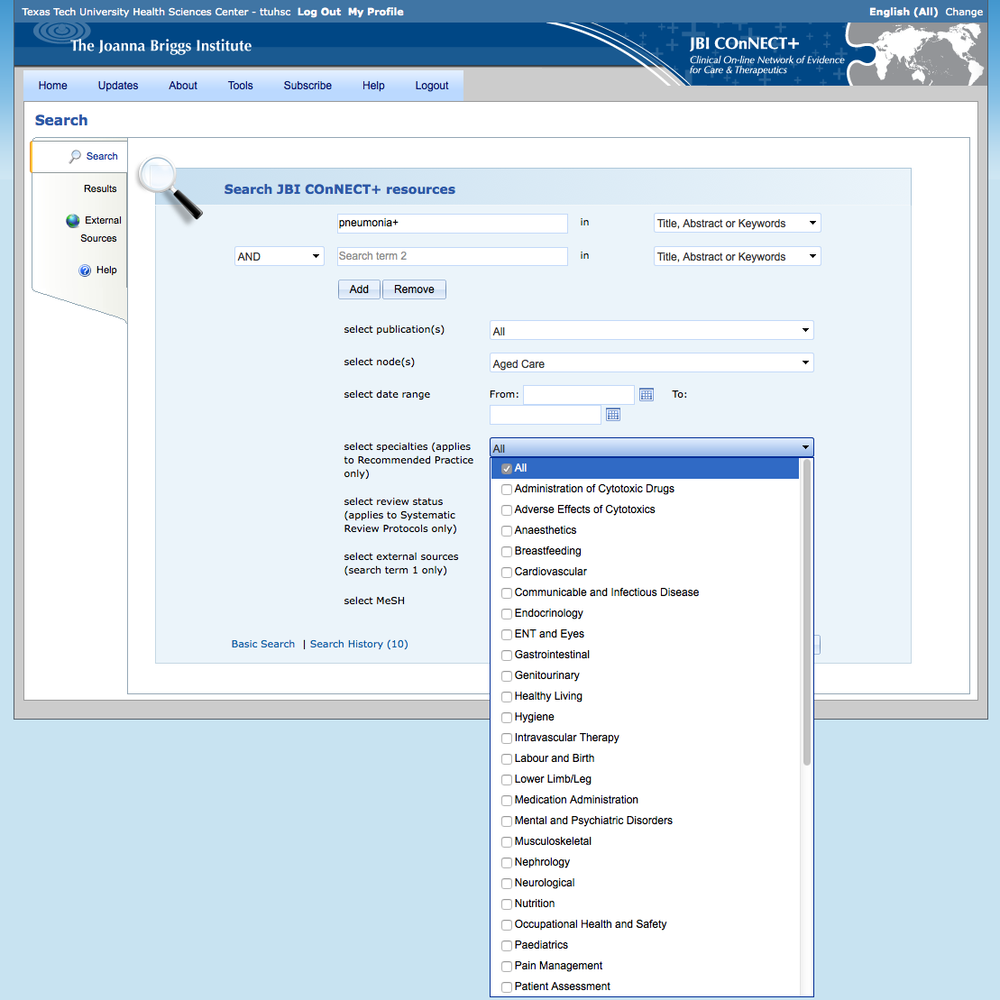 Texas Tech University Health Sciences Center - ttuhsc Log Out My Profile English (All) Change
The Joanna Briggs Institute
JBI COnNECT+
Clinical On-line Network of Evidence
for Care & Therapeutics
Home Updates About Tools Subscribe Help Logout
Search
Search
Results
External
Sources
Help
Search JBI COnNECT+ resources
pneumonia+ in Title, Abstract or Keywords
AND Search term 2 in Title, Abstract or Keywords
Add Remove
select publication(s) All
select node(s) Aged Care
select date range From: To:
select specialties (applies
to Recommended Practice
only)
All
select review status
(applies to Systematic
Review Protocols only)
select external sources
(search term 1 only)
select MeSH
Basic Search | Search History (10)
All
Administration of Cytotoxic Drugs
Adverse Effects of Cytotoxics
Anaesthetics
Breastfeeding
Cardiovascular
Communicable and Infectious Disease
Endocrinology
ENT and Eyes
Gastrointestinal
Genitourinary
Healthy Living
Hygiene
Intravascular Therapy
Labour and Birth
Lower Limb/Leg
Medication Administration
Mental and Psychiatric Disorders
Musculoskeletal
Nephrology
Neurological
Nutrition
Occupational Health and Safety
Paediatrics
Pain Management
Patient Assessment